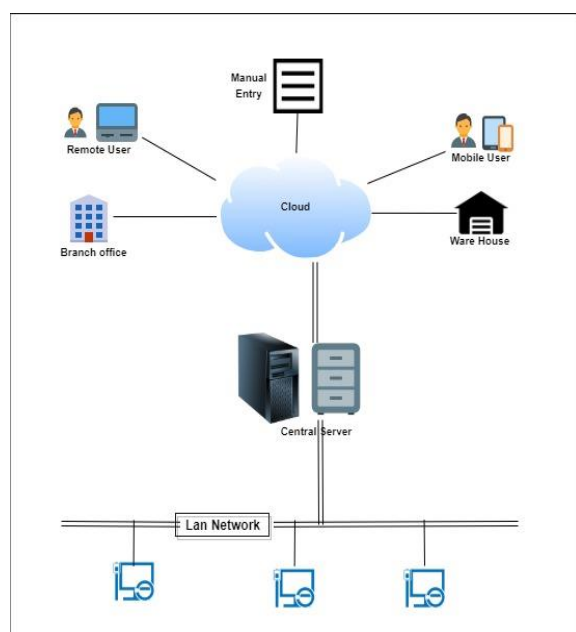 Manual
Entry
Remote User
Mobile User
Cloud
Branch office
Ware House
Central Server
Lan Network